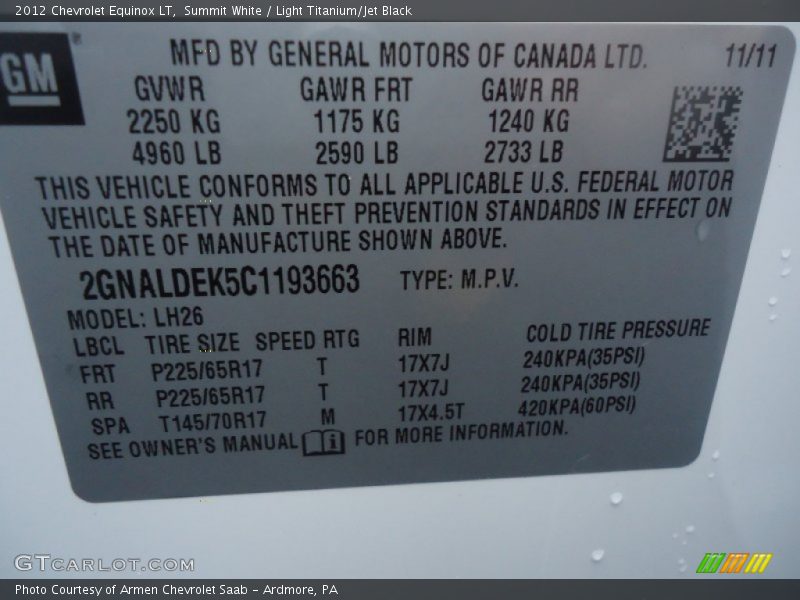 2012 Chevrolet Equinox LT, Summit White / Light Titanium/Jet Black
GM
MFD BY GENERAL MOTORS OF CANADA LTD. 11/11
GVWR GAWR FRT GAWR RR
2250 KG 1175 KG 1240 KG
4960 LB 2590 LB 2733 LB
THIS VEHICLE CONFORMS TO ALL APPLICABLE U.S. FEDERAL MOTOR
VEHICLE SAFETY AND THEFT PREVENTION STANDARDS IN EFFECT ON
THE DATE OF MANUFACTURE SHOWN ABOVE.
2GNALDEK5C1193663 TYPE: M.P.V.
MODEL: LH26
LBCL TIRE SIZE SPEED RTG RIM COLD TIRE PRESSURE
FRT P225/65R17 T 17X7J 240KPA(35PSI)
RR P225/65R17 T 17X7J 240KPA(35PSI)
SPA T145/70R17 M 17X4.5T 420KPA(60PSI)
SEE OWNER'S MANUAL i FOR MORE INFORMATION.
GTCARLOT.COM
Photo Courtesy of Armen Chevrolet Saab - Ardmore, PA